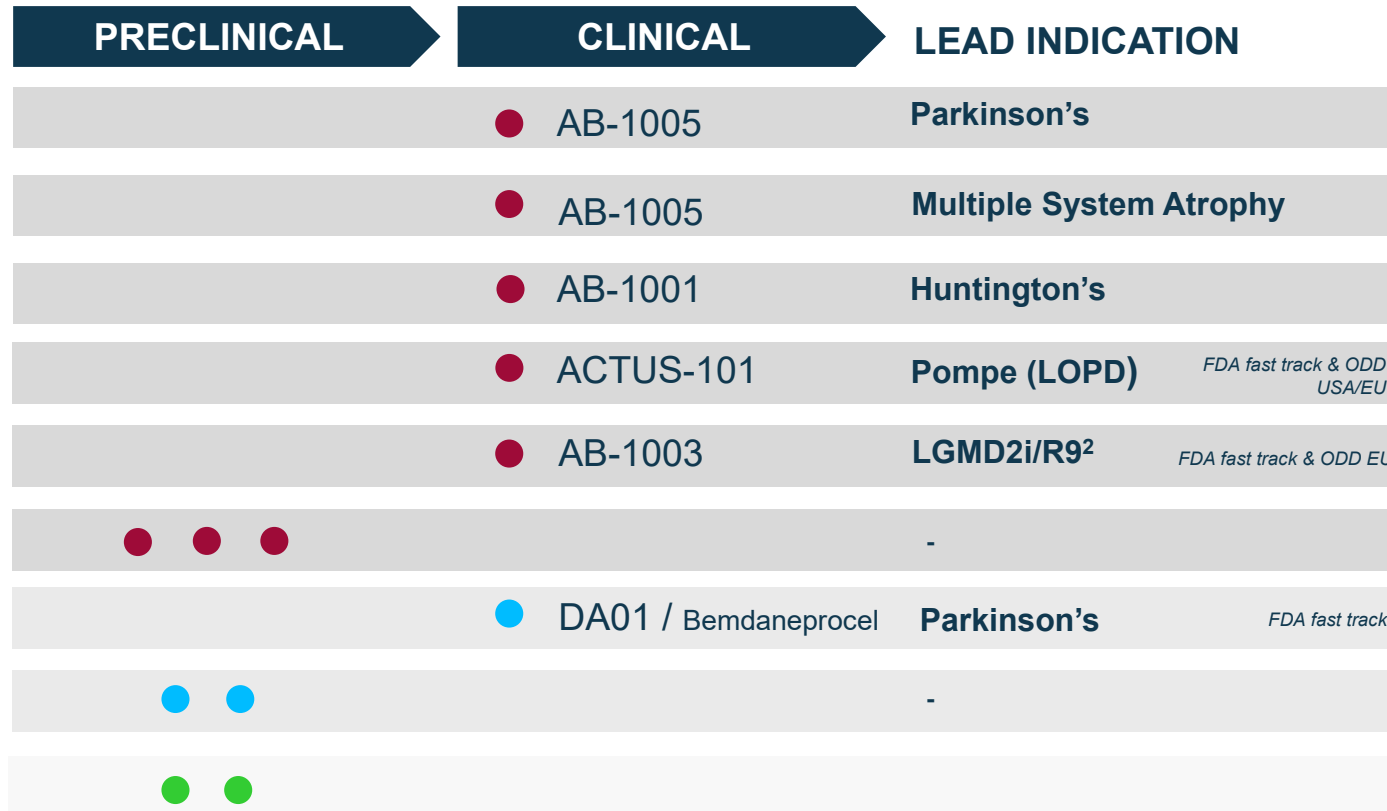 PRECLINICAL CLINICAL LEAD INDICATION
AB-1005 Parkinson’s
AB-1005 Multiple System Atrophy
AB-1001 Huntington’s
ACTUS-101 Pompe (LOPD) FDA fast track & ODD
USA/EU
AB-1003 LGMD2i/R9² FDA fast track & ODD EU
-
DA01 / Bemdaneprocel Parkinson’s FDA fast track
-